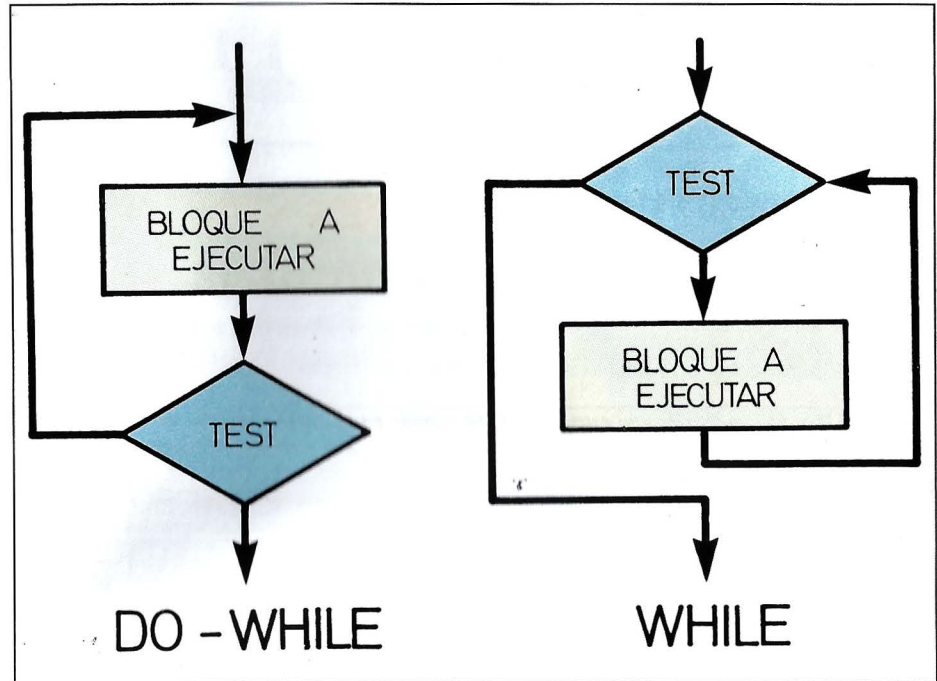 BLOQUE A
EJECUTAR
TEST
DO - WHILE
TEST
BLOQUE A
EJECUTAR
WHILE